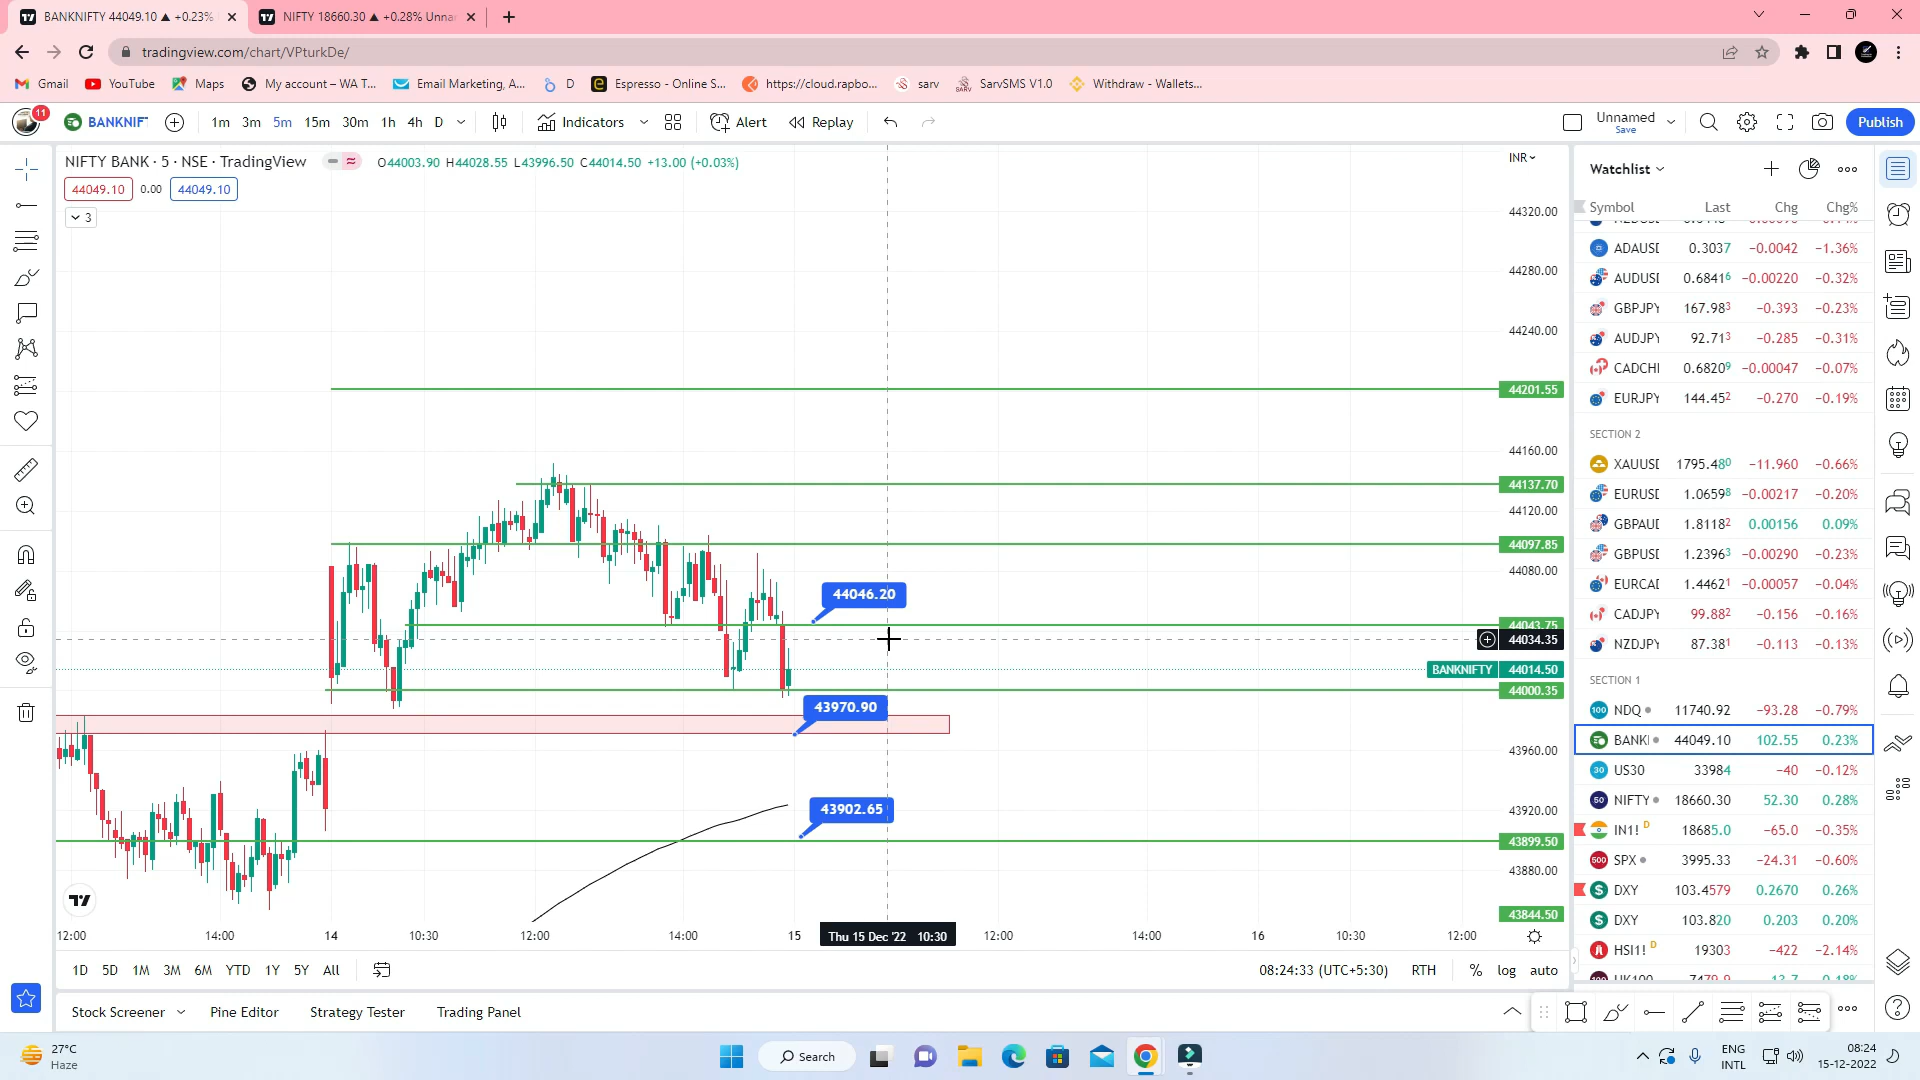 BANKNIFTY 44049.10 ▲ +0.23%
NIFTY 18660.30 ▲ +0.28% Unnar
tradingview.com/chart/VPturkDe/
Gmail YouTube Maps My account – WA T... Email Marketing, A... D Espresso - Online S... https://cloud.rapbo... sarv SarvSMS V1.0 Withdraw - Wallets...
11 BANKNIF 1m 3m 5m 15m 30m 1h 4h D Indicators Alert Replay Unnamed Save Publish
NIFTY BANK · 5 · NSE · TradingView O44003.90 H44028.55 L43996.50 C44014.50 +13.00 (+0.03%)
INR
44049.10 0.00 44049.10
3
44320.00
44280.00
44240.00
44201.55
44160.00
44137.70
44120.00
44097.85
44080.00
44046.20
44043.75
44034.35
BANKNIFTY 44014.50
44000.35
43970.90
43960.00
43920.00
43902.65
43899.50
43880.00
43844.50
12:00 14:00 14 10:30 12:00 14:00 15 Thu 15 Dec '22 10:30 12:00 14:00 16 10:30 12:00
1D 5D 1M 3M 6M YTD 1Y 5Y All
08:24:33 (UTC+5:30) RTH % log auto
Stock Screener Pine Editor Strategy Tester Trading Panel
Watchlist
Symbol Last Chg Chg%
ADAUSI 0.3037 −0.0042 −1.36%
AUDUSI 0.68416 −0.00220 −0.32%
GBPJPY 167.983 −0.393 −0.23%
AUDJPY 92.713 −0.285 −0.31%
CADCHI 0.68209 −0.00047 −0.07%
EURJPY 144.452 −0.270 −0.19%
SECTION 2
XAUUSI 1795.480 −11.960 −0.66%
EURUSI 1.06598 −0.00217 −0.20%
GBPAUI 1.81182 0.00156 0.09%
GBPUSI 1.23963 −0.00290 −0.23%
EURCAI 1.44621 −0.00057 −0.04%
CADJPY 99.882 −0.156 −0.16%
NZDJPY 87.381 −0.113 −0.13%
SECTION 1
100 NDQ 11740.92 −93.28 −0.79%
BANKI 44049.10 102.55 0.23%
30 US30 33984 −40 −0.12%
50 NIFTY 18660.30 52.30 0.28%
IN1! D 18685.0 −65.0 −0.35%
500 SPX 3995.33 −24.31 −0.60%
$ DXY 103.4579 0.2670 0.26%
$ DXY 103.820 0.203 0.20%
HSI1! D 19303 −422 −2.14%
27°C
Haze
Search
ENG
INTL
08:24
15-12-2022